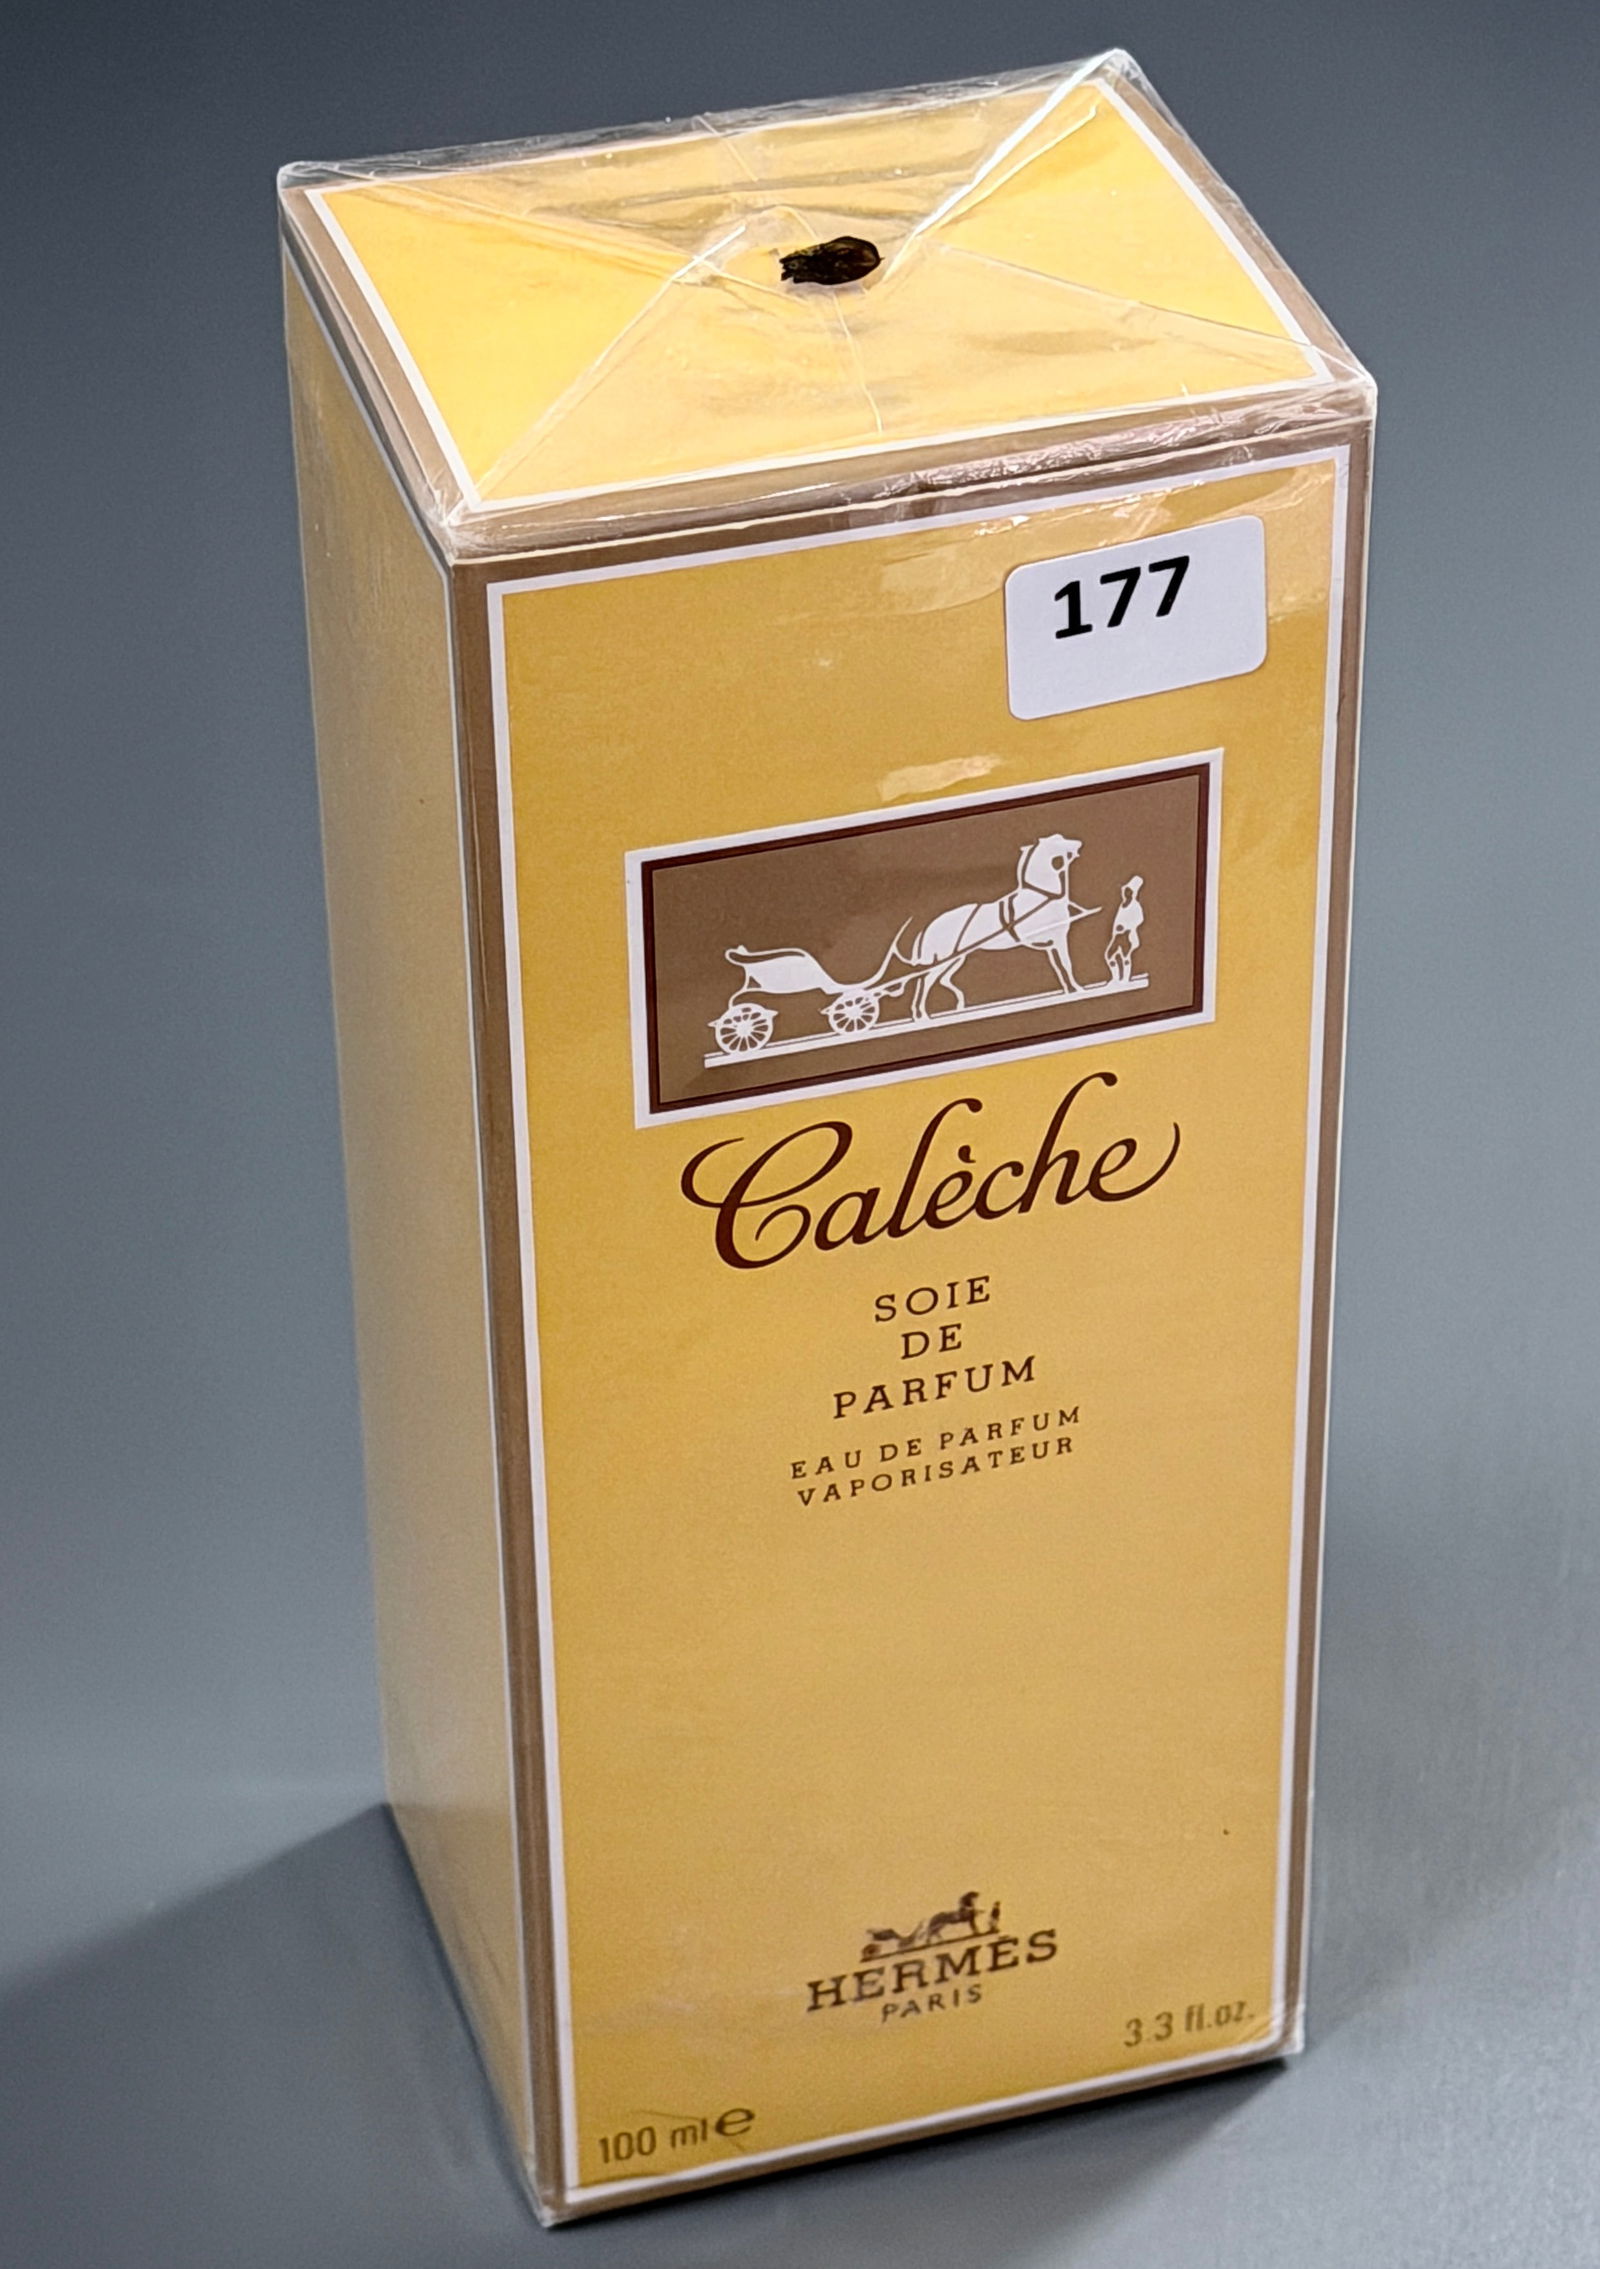 177
Calèche
SOIE
DE
PARFUM
EAU DE PARFUM
VAPORISATEUR
HERMÈS
PARIS
3.3 fl.oz.
100 ml e